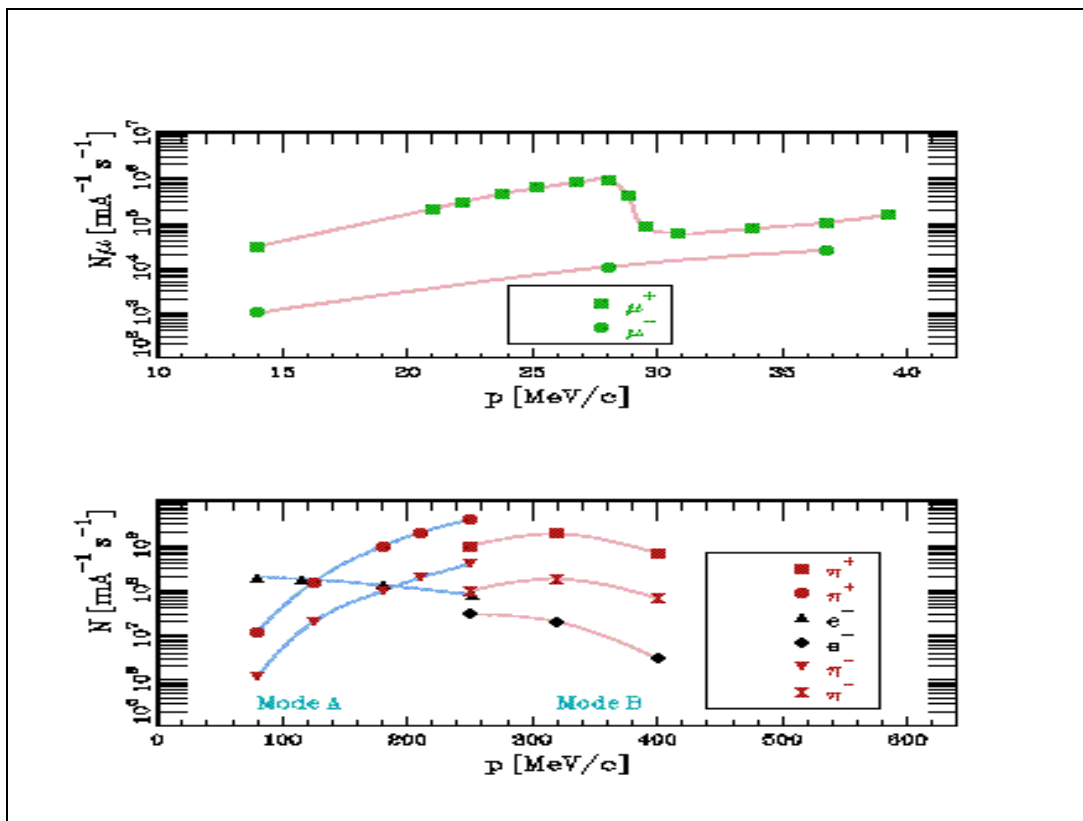 Nμ [mA⁻¹ s⁻¹]
10⁷
10⁶
10⁵
10⁴
10³
10²
μ⁺
μ⁻
10 15 20 25 30 35 40
p [MeV/c]
N [mA⁻¹ s⁻¹]
10⁹
10⁸
10⁷
10⁶
π⁺
π⁺
e⁻
e⁻
π⁻
π⁻
Mode A
Mode B
0 100 200 300 400 500 600
p [MeV/c]